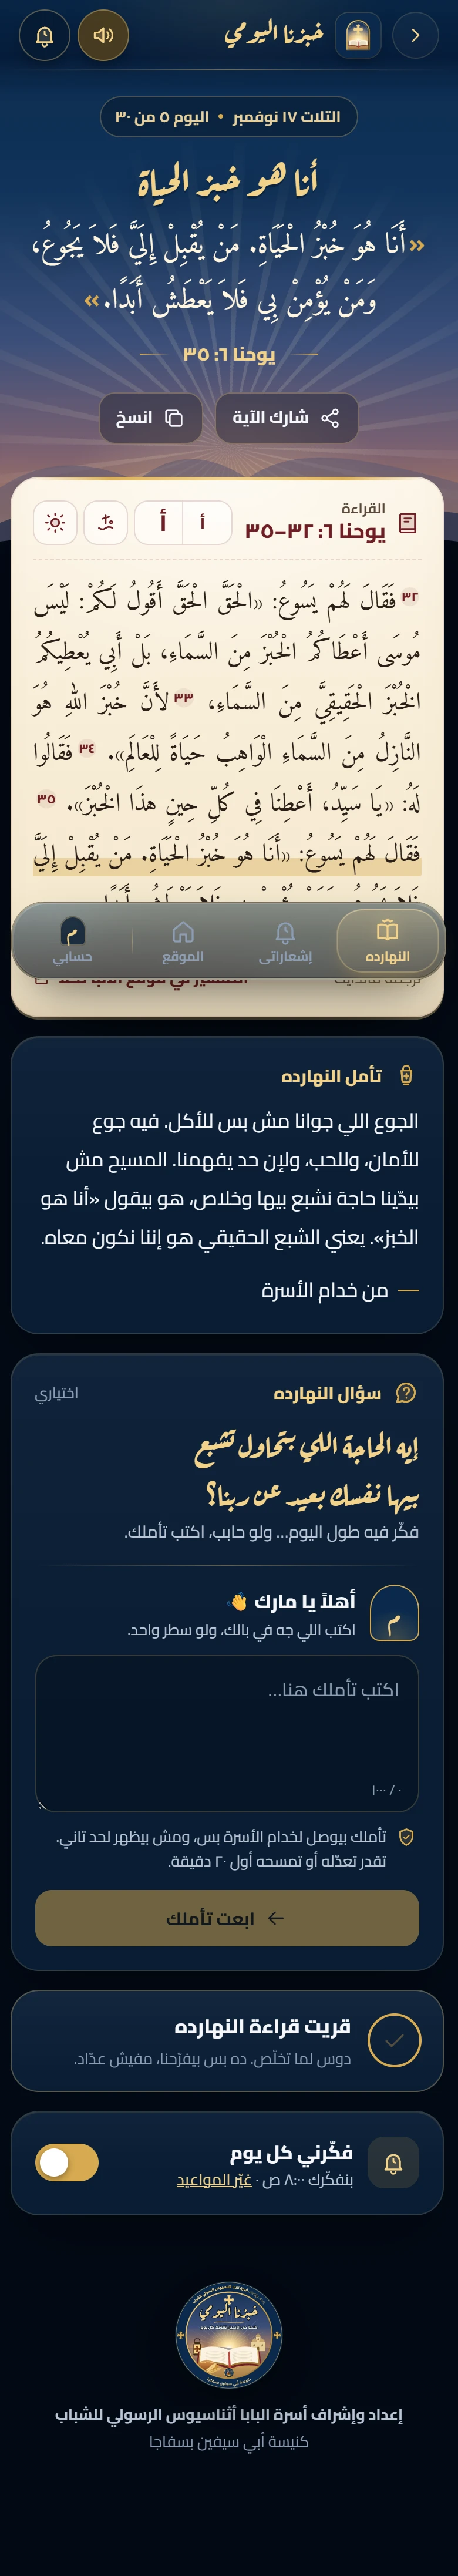 خبزنا اليومي
التلات ١٧ نوفمبر • اليوم ٥ من ٣٠
أنا هو خبز الحياة
«أَنَا هُوَ خُبْزُ الْحَيَاةِ. مَنْ يُقْبِلْ إِلَيَّ فَلاَ يَجُوعُ،
وَمَنْ يُؤْمِنْ بِي فَلاَ يَعْطَشُ أَبَدًا.»
يوحنا ٦: ٣٥
شارك الآية
انسخ
القراءة
يوحنا ٦: ٣٢–٣٥
أ
أ
٣٢ فَقَالَ لَهُمْ يَسُوعُ: «الْحَقَّ الْحَقَّ أَقُولُ لَكُمْ: لَيْسَ
مُوسَى أَعْطَاكُمُ الْخُبْزَ مِنَ السَّمَاءِ، بَلْ أَبِي يُعْطِيكُمُ
الْخُبْزَ الْحَقِيقِيَّ مِنَ السَّمَاءِ، ٣٣ لأَنَّ خُبْزَ اللهِ هُوَ
النَّازِلُ مِنَ السَّمَاءِ الْوَاهِبُ حَيَاةً لِلْعَالَمِ». ٣٤ فَقَالُوا
لَهُ: «يَا سَيِّدُ، أَعْطِنَا فِي كُلِّ حِينٍ هذَا الْخُبْزَ». ٣٥
فَقَالَ لَهُمْ يَسُوعُ: «أَنَا هُوَ خُبْزُ الْحَيَاةِ. مَنْ يُقْبِلْ إِلَيَّ
النهارده
إشعاراتى
الموقع
حسابي
م
تأمل النهارده
الجوع اللي جوانا مش بس للأكل. فيه جوع
للأمان، وللحب، ولإن حد يفهمنا. المسيح مش
بيدّينا حاجة نشبع بيها وخلاص، هو بيقول «أنا هو
الخبز». يعني الشبع الحقيقي هو إننا نكون معاه.
— من خدام الأسرة
سؤال النهارده
اختياري
إيه الحاجة اللي بتحاول تشبع
بيها نفسك بعيد عن ربنا؟
فكّر فيه طول اليوم... ولو حابب، اكتب تأملك.
م
أهلاً يا مارك 👋
اكتب اللي جه في بالك، ولو سطر واحد.
اكتب تأملك هنا...
٠ / ١٠٠٠
تأملك بيوصل لخدام الأسرة بس، ومش بيظهر لحد تاني.
تقدر تعدّله أو تمسحه أول ٢٠ دقيقة.
ابعت تأملك
قريت قراءة النهارده
دوس لما تخلّص. ده بس بيفرّحنا، مفيش عدّاد.
فكّرني كل يوم
بنفكّرك ٨:٠٠ ص · غيّر المواعيد
خبزنا اليومي
إعداد وإشراف أسرة البابا أثناسيوس الرسولي للشباب
كنيسة أبي سيفين بسفاجا